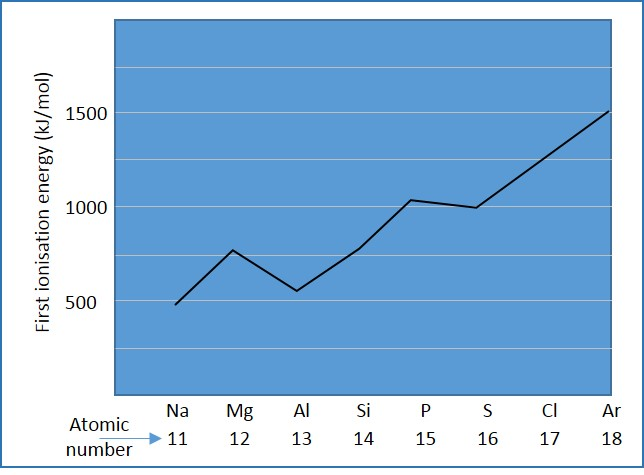 First ionisation energy (kJ/mol)
1500
1000
500
Na Mg Al Si P S Cl Ar
Atomic number
11 12 13 14 15 16 17 18